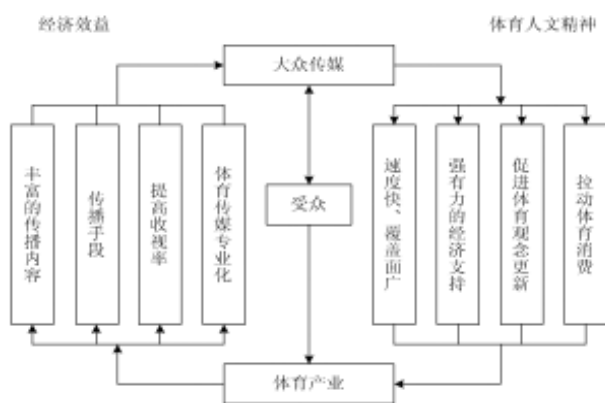 经济效益
体育人文精神
大众传媒
丰富的传播内容
传播手段
提高收视率
体育传媒专业化
受众
速度快、覆盖面广
强有力的经济支持
促进体育观念更新
拉动体育消费
体育产业